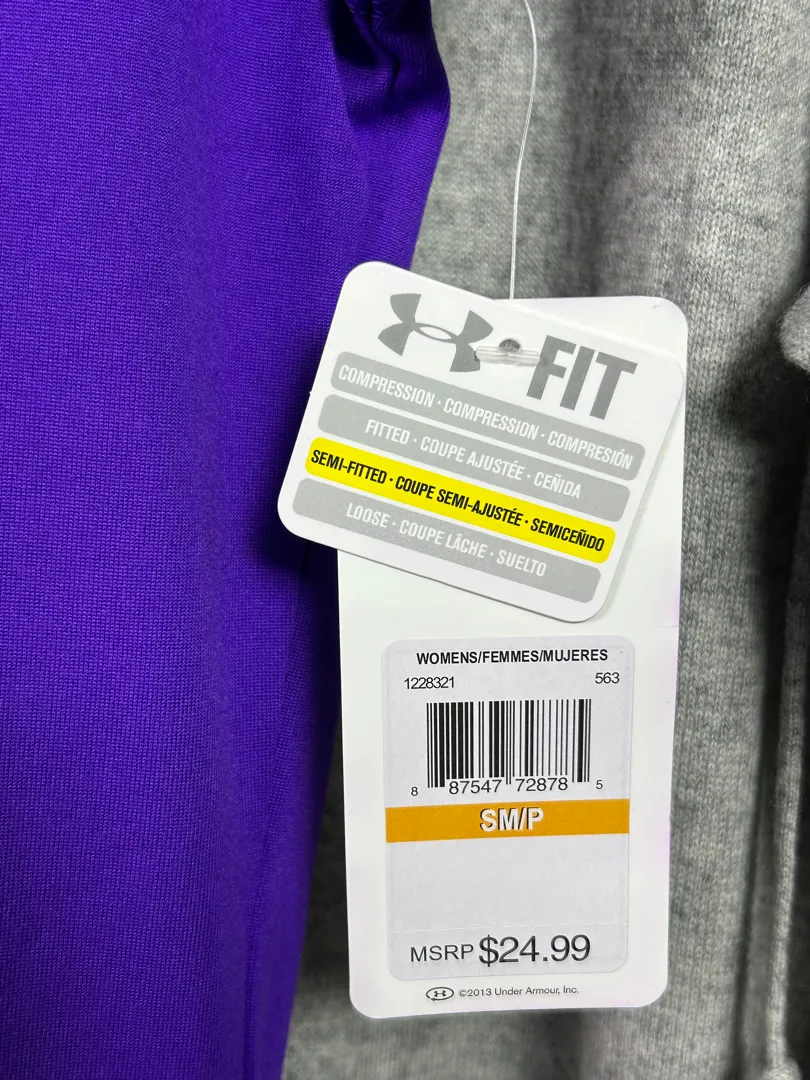 FIT
COMPRESSION · COMPRESSION · COMPRESIÓN
FITTED · COUPE AJUSTÉE · CEÑIDA
SEMI-FITTED · COUPE SEMI-AJUSTÉE · SEMICEÑIDO
LOOSE · COUPE LÂCHE · SUELTO
WOMENS/FEMMES/MUJERES
1228321 563
8 87547 72878 5
SM/P
MSRP $24.99
©2013 Under Armour, Inc.